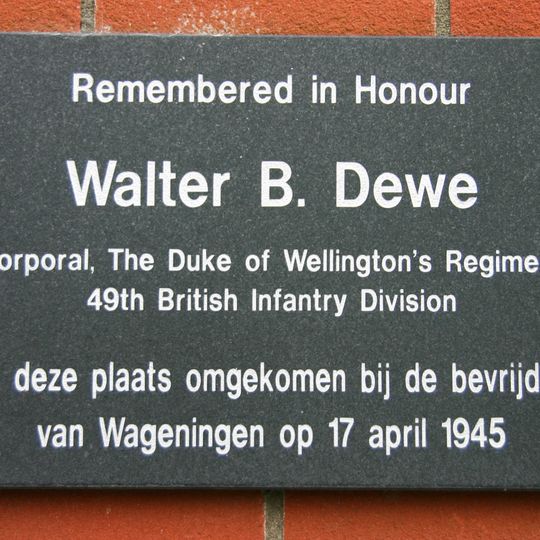 Remembered in Honour
Walter B. Dewe
orporal, The Duke of Wellington's Regime
49th British Infantry Division
deze plaats omgekomen bij de bevrijd
van Wageningen op 17 april 1945